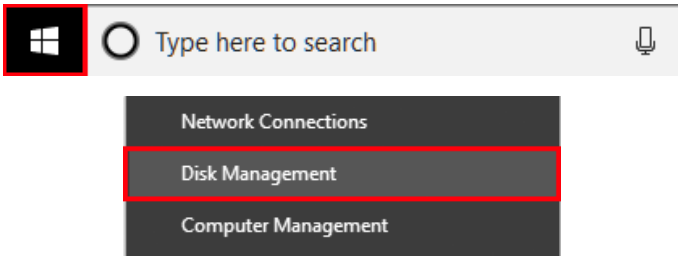 Type here to search
Network Connections
Disk Management
Computer Management